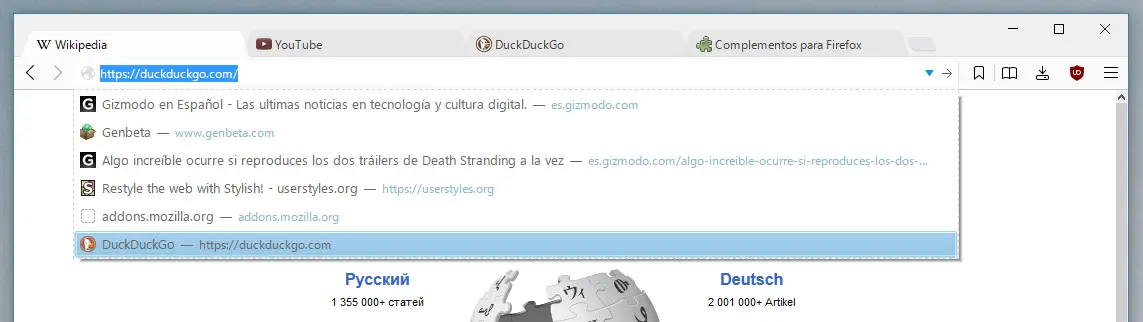 Wikipedia
YouTube
DuckDuckGo
Complementos para Firefox
https://duckduckgo.com/
Gizmodo en Español - Las ultimas noticias en tecnología y cultura digital. — es.gizmodo.com
Genbeta — www.genbeta.com
Algo increíble ocurre si reproduces los dos tráilers de Death Stranding a la vez — es.gizmodo.com/algo-increible-ocurre-si-reproduces-los-dos-...
Restyle the web with Stylish! - userstyles.org — https://userstyles.org
addons.mozilla.org — addons.mozilla.org
DuckDuckGo — https://duckduckgo.com
Русский
Deutsch
1 355 000+ статей
2 001 000+ Artikel